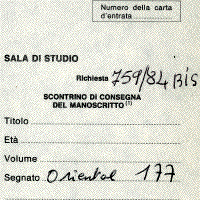 Numero della carta
d'entrata
SALA DI STUDIO
Richiesta 759/84 Bis
SCONTRINO DI CONSEGNA
DEL MANOSCRITTO (1)
Titolo
Età
Volume
Segnato Oriental 177